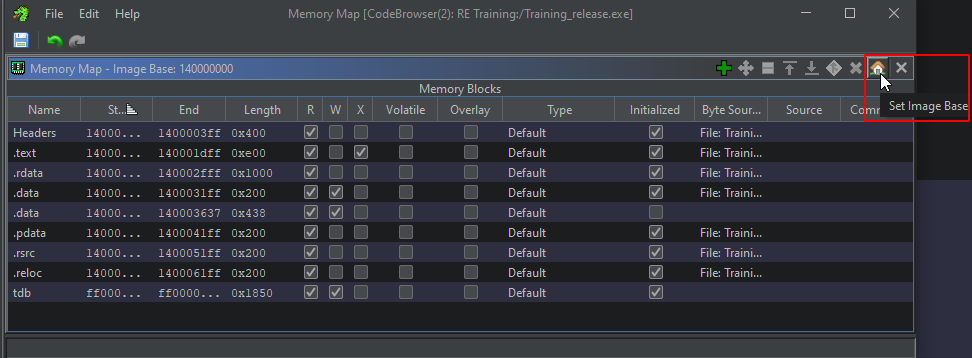 File Edit Help Memory Map [CodeBrowser(2): RE Training:/Training_release.exe]
Memory Map - Image Base: 140000000
Set Image Base
Memory Blocks
Name St... End Length R W X Volatile Overlay Type Initialized Byte Sour... Source Comm
Headers 14000... 1400003ff 0x400 Default File: Traini...
.text 14000... 140001dff 0xe00 Default File: Traini...
.rdata 14000... 140002fff 0x1000 Default File: Traini...
.data 14000... 1400031ff 0x200 Default File: Traini...
.data 14000... 140003637 0x438 Default
.pdata 14000... 1400041ff 0x200 Default File: Traini...
.rsrc 14000... 1400051ff 0x200 Default File: Traini...
.reloc 14000... 1400061ff 0x200 Default File: Traini...
tdb ff000... ff0000... 0x1850 Default